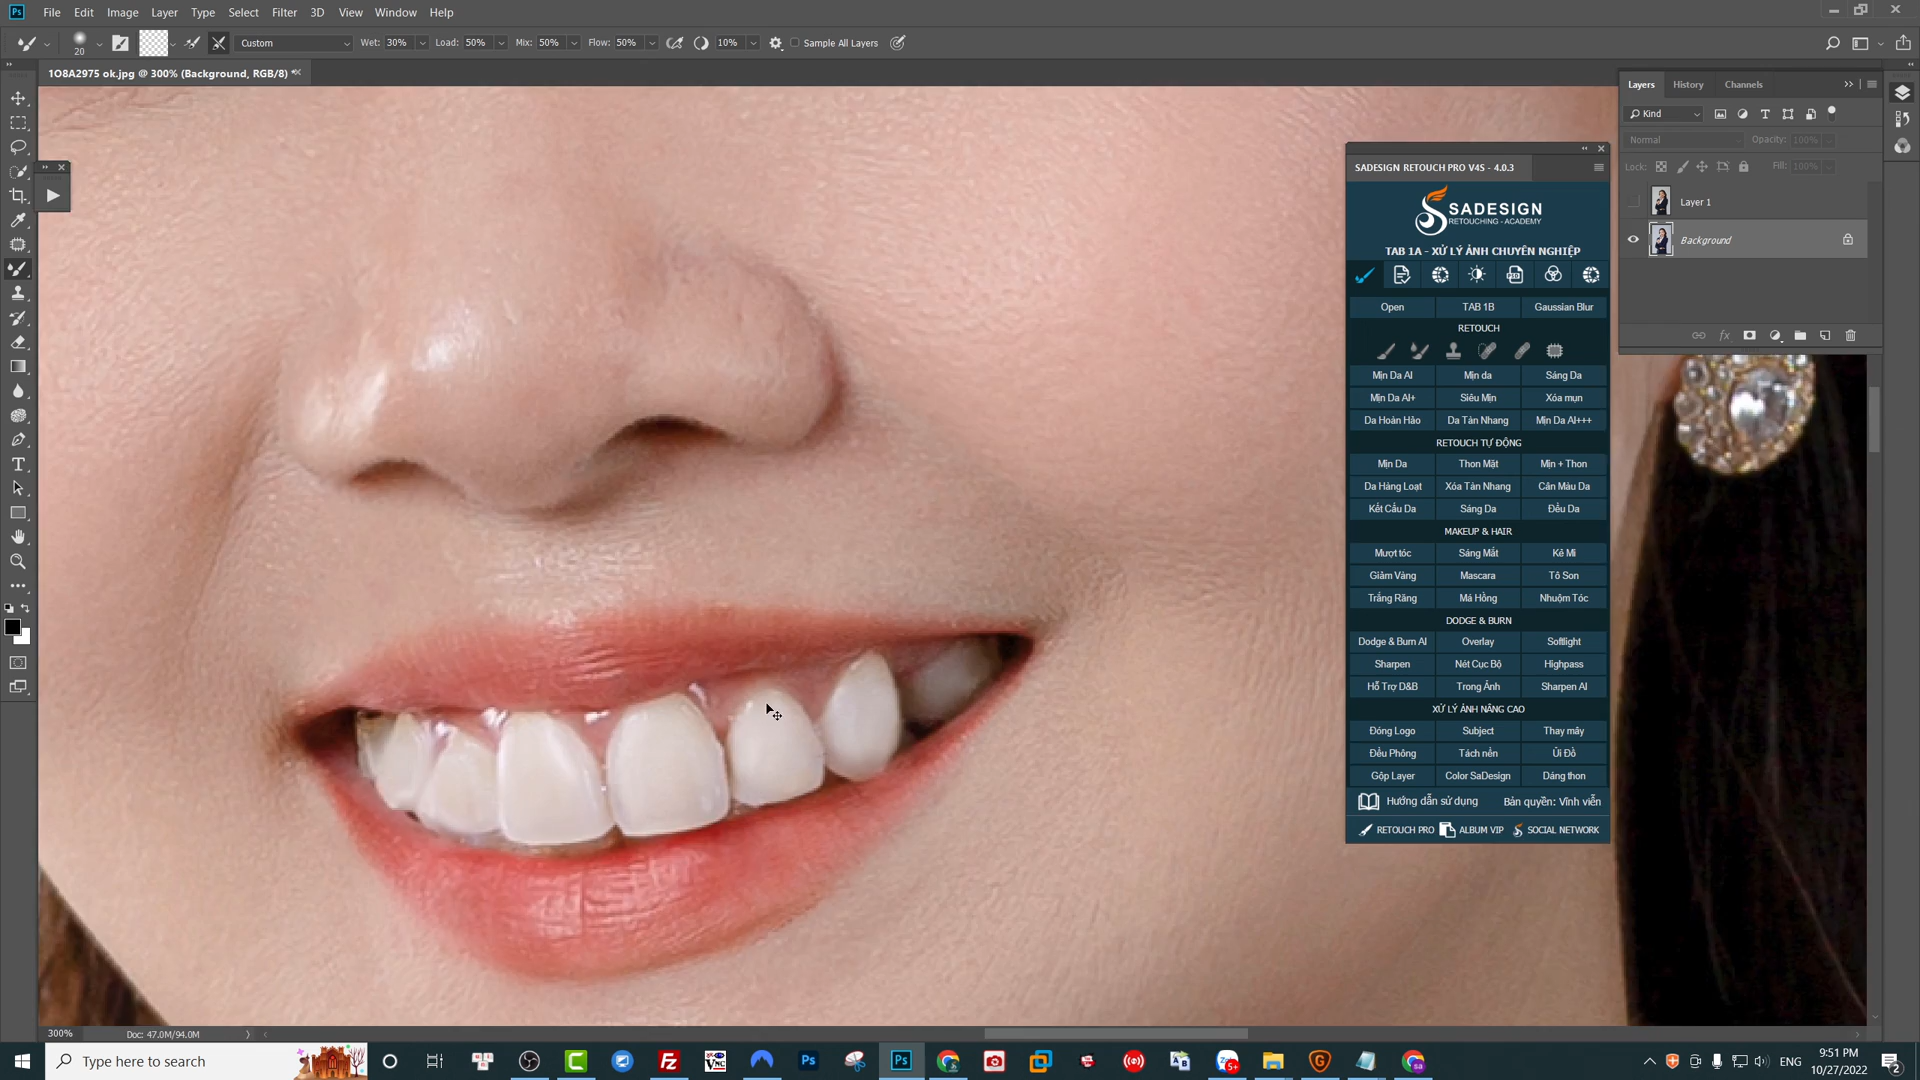 File Edit Image Layer Type Select Filter 3D View Window Help
20 Custom Wet: 30% Load: 50% Mix: 50% Flow: 50% 10% Sample All Layers
1O8A2975 ok.jpg @ 300% (Background, RGB/8) *
Layers History Channels
Kind
Normal Opacity: 100%
Lock: Fill: 100%
Layer 1
Background
fx
SADESIGN RETOUCH PRO V4S - 4.0.3
SADESIGN
RETOUCHING - ACADEMY
TAB 1A - XỬ LÝ ẢNH CHUYÊN NGHIỆP
Open TAB 1B Gaussian Blur
RETOUCH
Mịn Da AI Mịn da Sáng Da
Mịn Da AI+ Siêu Mịn Xóa mụn
Da Hoàn Hảo Da Tàn Nhang Mịn Da AI+++
RETOUCH TỰ ĐỘNG
Mịn Da Thon Mặt Mịn + Thon
Da Hàng Loạt Xóa Tàn Nhang Cân Màu Da
Kết Cấu Da Sáng Da Đều Da
MAKEUP & HAIR
Mượt tóc Sáng Mắt Kẻ Mi
Giảm Vàng Mascara Tô Son
Trắng Răng Má Hồng Nhuộm Tóc
DODGE & BURN
Dodge & Burn AI Overlay Softlight
Sharpen Nét Cục Bộ Highpass
Hỗ Trợ D&B Trong Ảnh Sharpen AI
XỬ LÝ ẢNH NÂNG CAO
Đóng Logo Subject Thay mây
Đều Phông Tách nền Ủi Đồ
Gộp Layer Color SaDesign Dáng thon
Hướng dẫn sử dụng Bản quyền: Vĩnh viễn
RETOUCH PRO ALBUM VIP SOCIAL NETWORK
300% Doc: 47.0M/94.0M
Type here to search
ENG
9:51 PM
10/27/2022
2